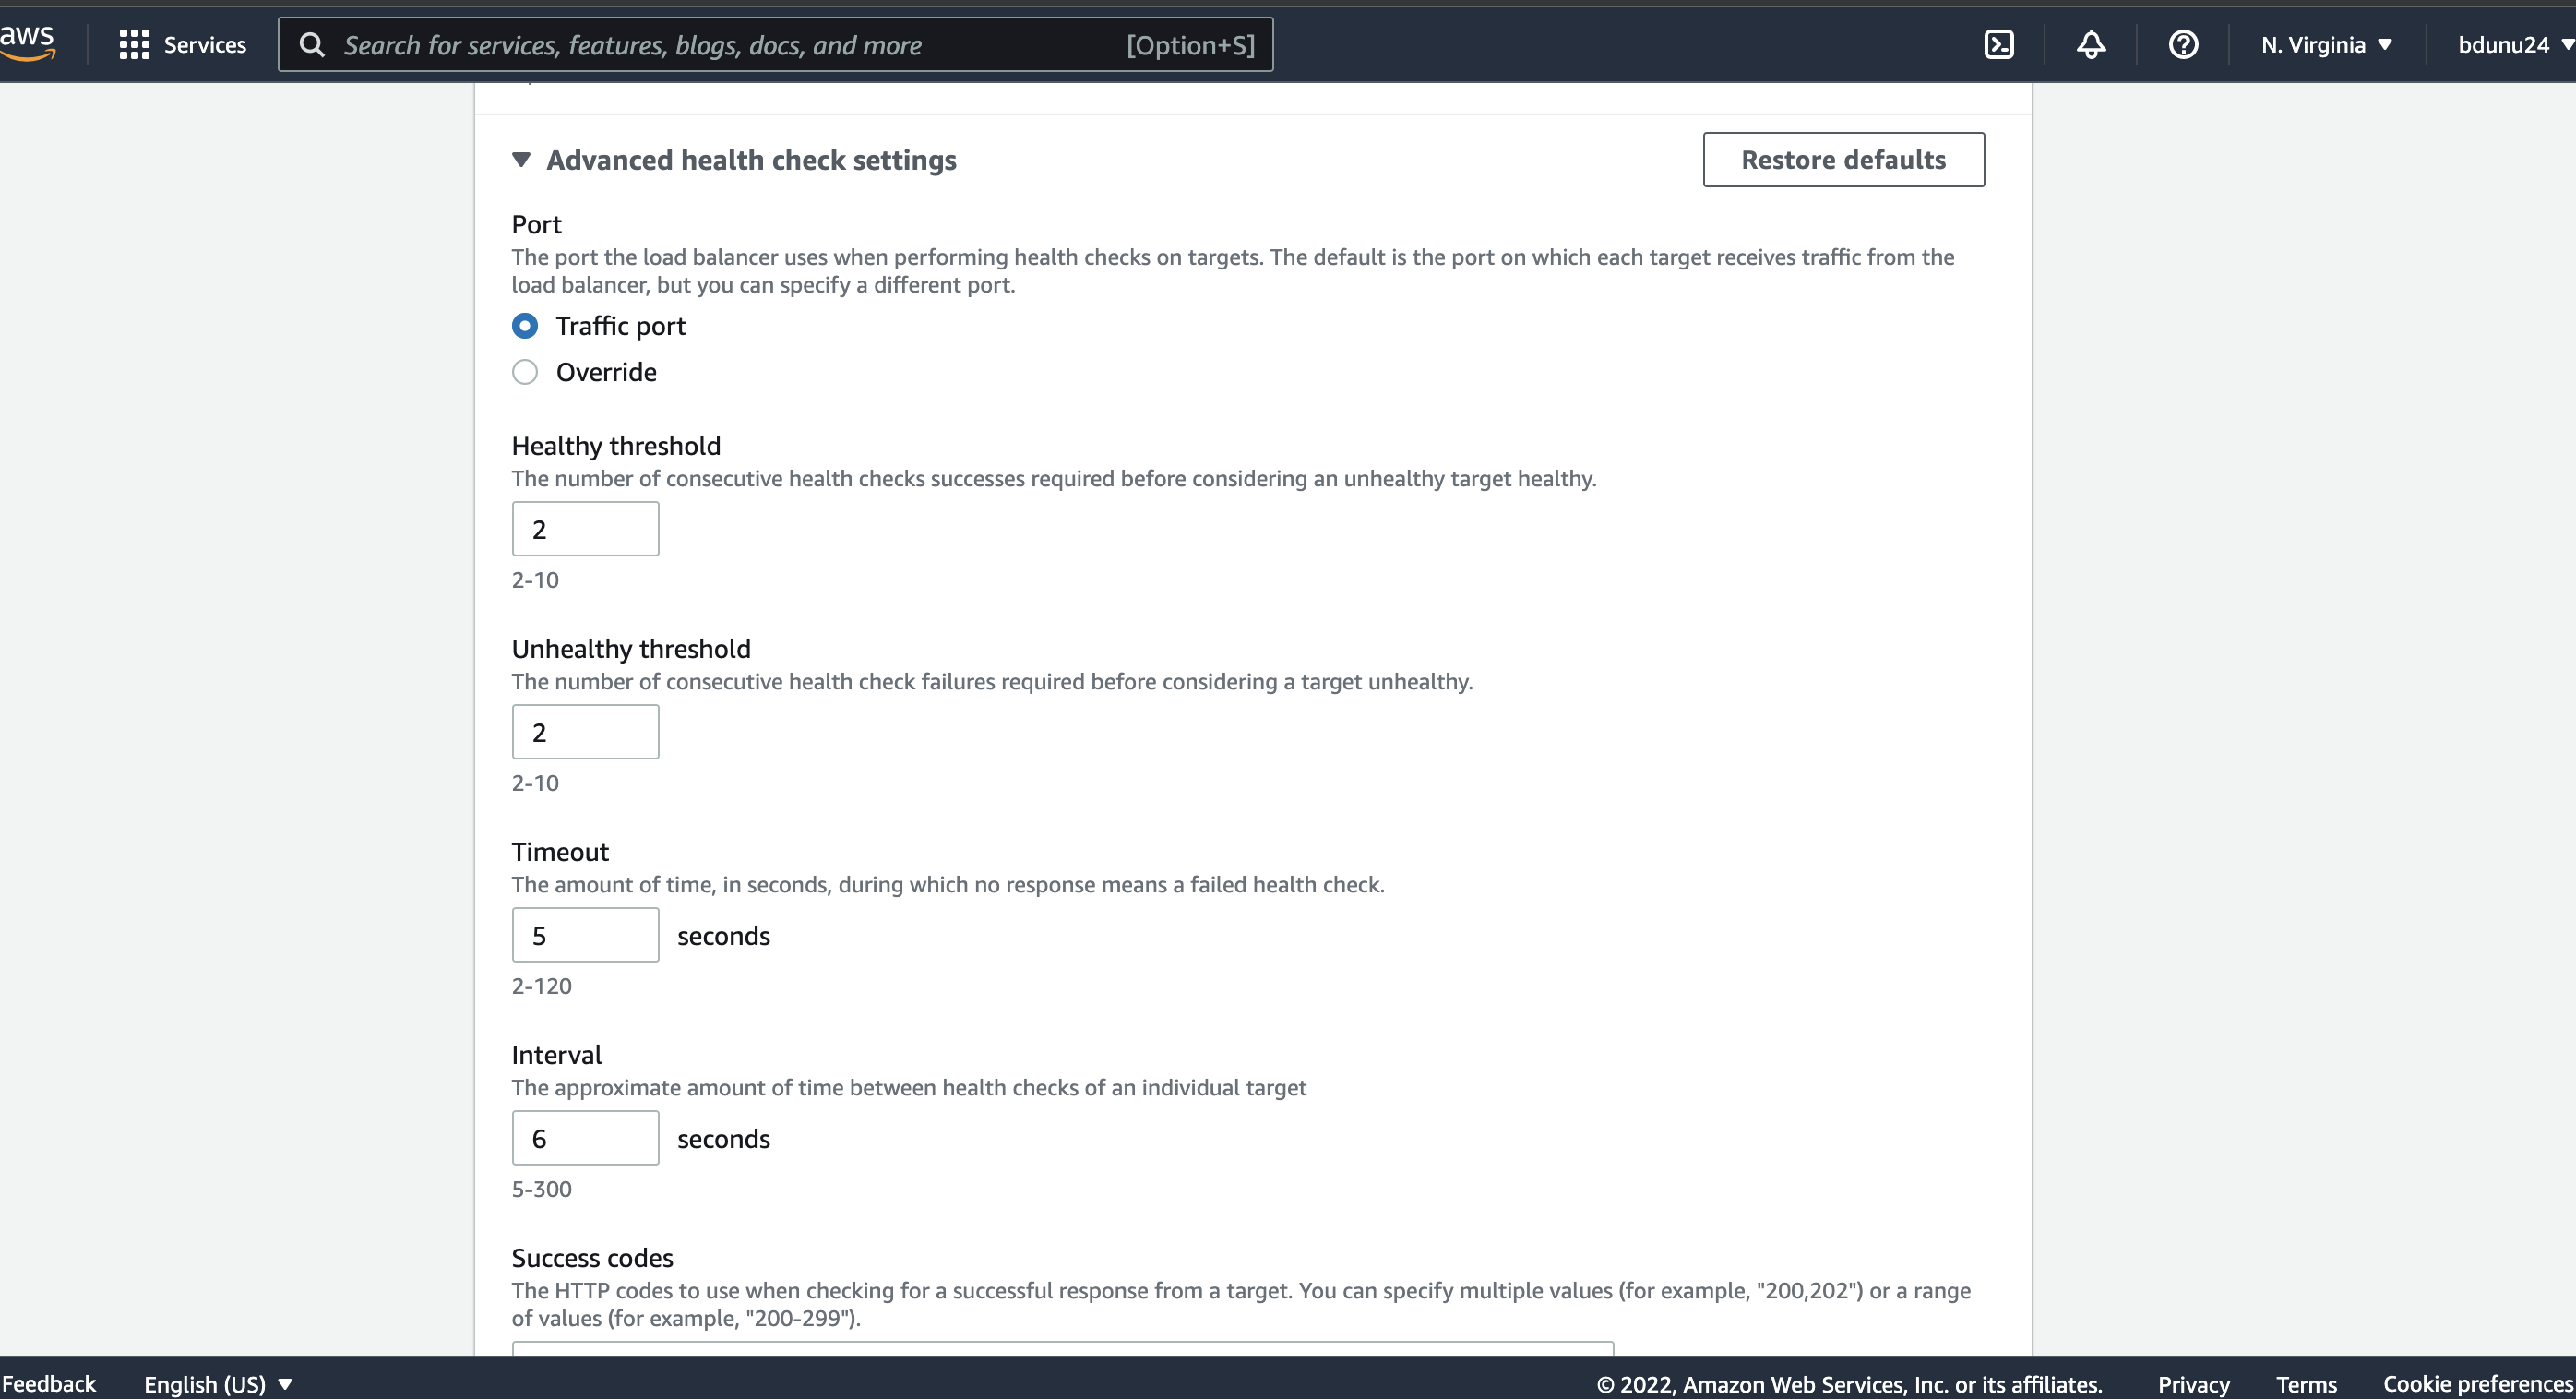 aws
Services
Search for services, features, blogs, docs, and more [Option+S]
N. Virginia
bdunu24
Advanced health check settings
Restore defaults
Port
The port the load balancer uses when performing health checks on targets. The default is the port on which each target receives traffic from the
load balancer, but you can specify a different port.
Traffic port
Override
Healthy threshold
The number of consecutive health checks successes required before considering an unhealthy target healthy.
2
2-10
Unhealthy threshold
The number of consecutive health check failures required before considering a target unhealthy.
2
2-10
Timeout
The amount of time, in seconds, during which no response means a failed health check.
5 seconds
2-120
Interval
The approximate amount of time between health checks of an individual target
6 seconds
5-300
Success codes
The HTTP codes to use when checking for a successful response from a target. You can specify multiple values (for example, "200,202") or a range
of values (for example, "200-299").
Feedback
English (US)
© 2022, Amazon Web Services, Inc. or its affiliates.
Privacy
Terms
Cookie preferences